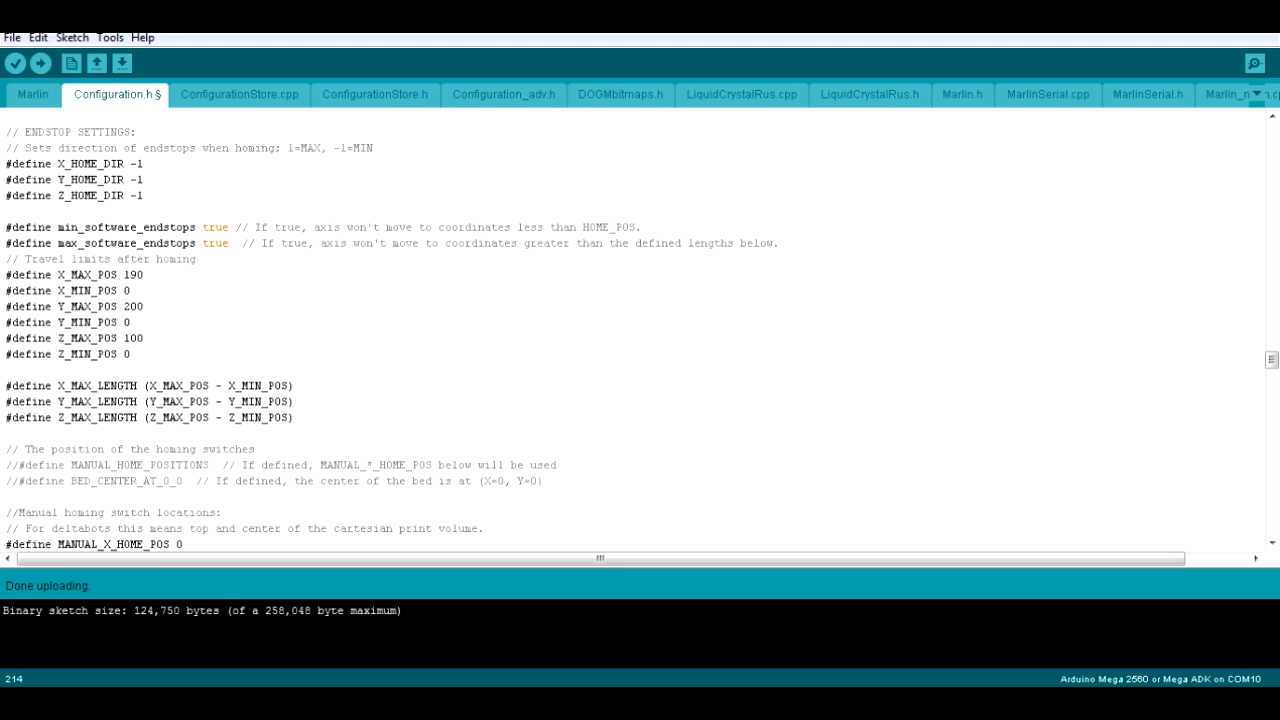 File Edit Sketch Tools Help
Marlin Configuration.h § ConfigurationStore.cpp ConfigurationStore.h Configuration_adv.h DOGMbitmaps.h LiquidCrystalRus.cpp LiquidCrystalRus.h Marlin.h MarlinSerial.cpp MarlinSerial.h
// ENDSTOP SETTINGS:
// Sets direction of endstops when homing; 1=MAX, -1=MIN
#define X_HOME_DIR -1
#define Y_HOME_DIR -1
#define Z_HOME_DIR -1
#define min_software_endstops true // If true, axis won't move to coordinates less than HOME_POS.
#define max_software_endstops true  // If true, axis won't move to coordinates greater than the defined lengths below.
// Travel limits after homing
#define X_MAX_POS 190
#define X_MIN_POS 0
#define Y_MAX_POS 200
#define Y_MIN_POS 0
#define Z_MAX_POS 100
#define Z_MIN_POS 0
#define X_MAX_LENGTH (X_MAX_POS - X_MIN_POS)
#define Y_MAX_LENGTH (Y_MAX_POS - Y_MIN_POS)
#define Z_MAX_LENGTH (Z_MAX_POS - Z_MIN_POS)
// The position of the homing switches
//#define MANUAL_HOME_POSITIONS  // If defined, MANUAL_*_HOME_POS below will be used
//#define BED_CENTER_AT_0_0  // If defined, the center of the bed is at (X=0, Y=0)
//Manual homing switch locations:
// For deltabots this means top and center of the cartesian print volume.
#define MANUAL_X_HOME_POS 0
Done uploading.
Binary sketch size: 124,750 bytes (of a 258,048 byte maximum)
214 Arduino Mega 2560 or Mega ADK on COM10